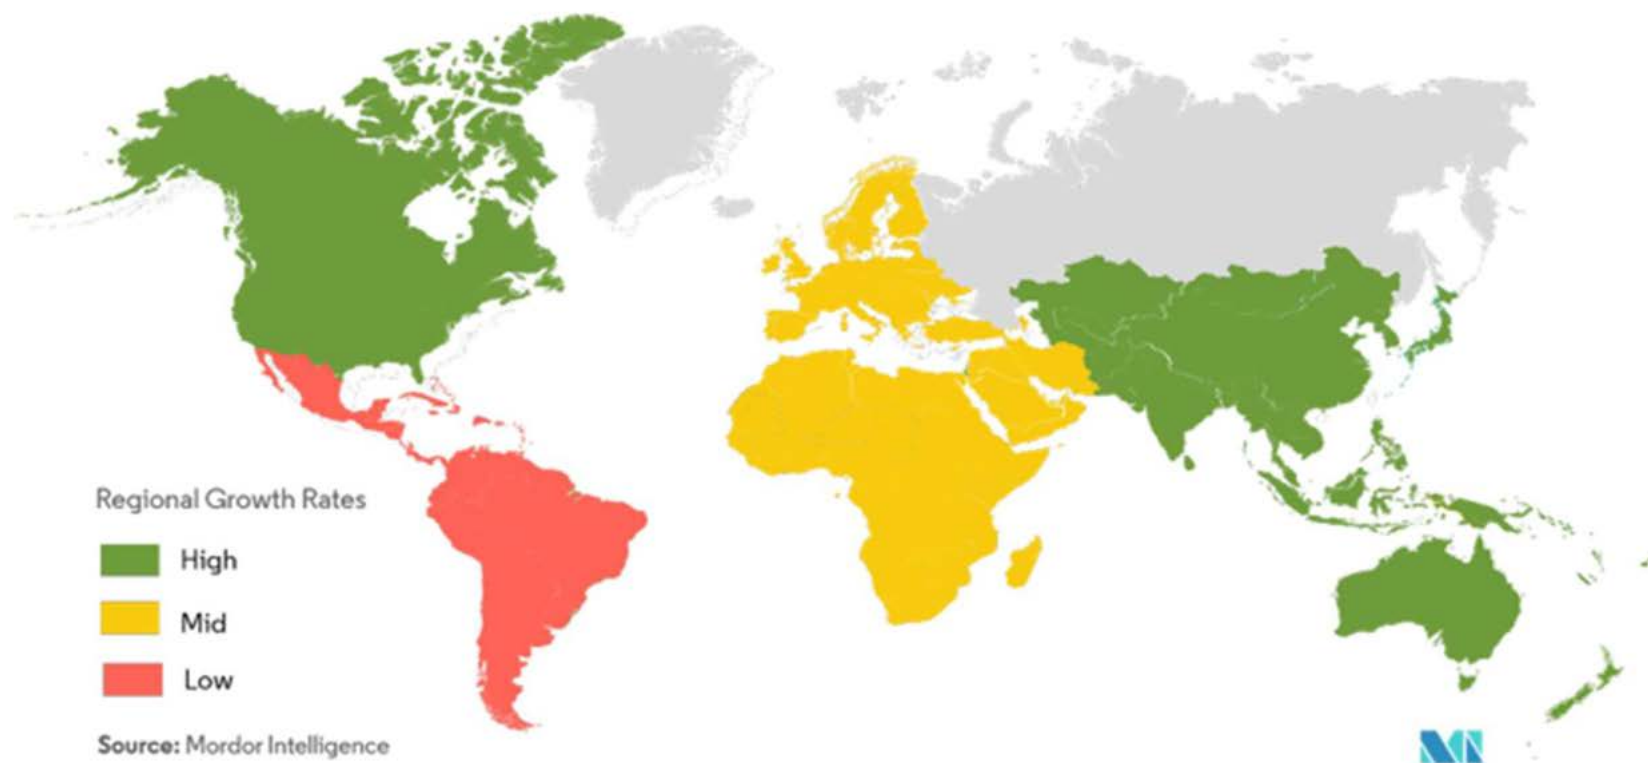 Regional Growth Rates
High
Mid
Low
Source: Mordor Intelligence